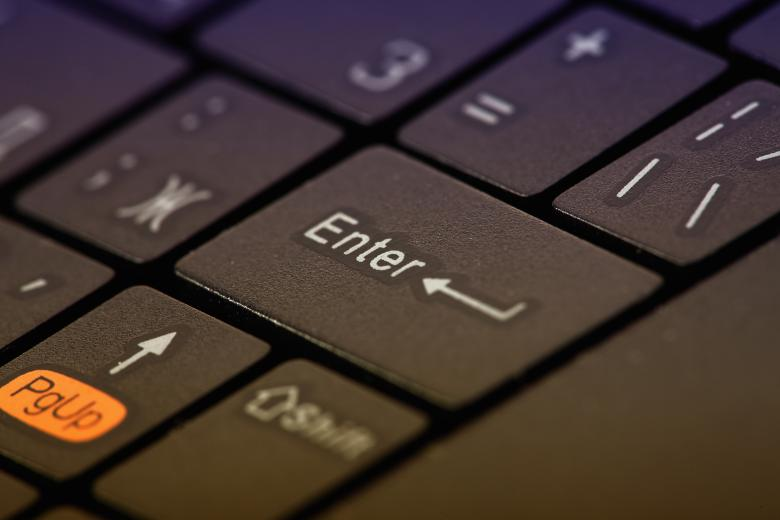 З
+
=
: ;
Ж
Enter
PgUp
Shift